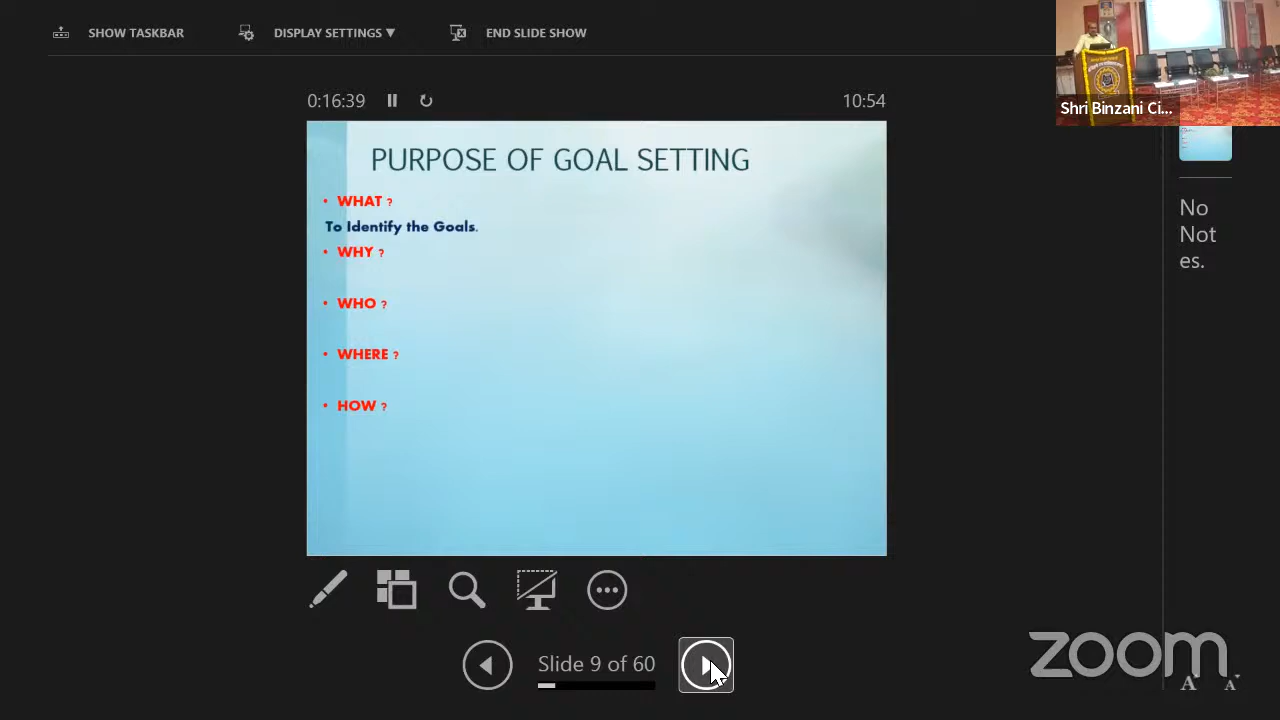 SHOW TASKBAR
DISPLAY SETTINGS ▼
END SLIDE SHOW
Shri Binzani Ci...
0:16:39
10:54
PURPOSE OF GOAL SETTING
• WHAT ?
To Identify the Goals.
• WHY ?
• WHO ?
• WHERE ?
• HOW ?
No
Not
es.
Slide 9 of 60
zoom
A
A